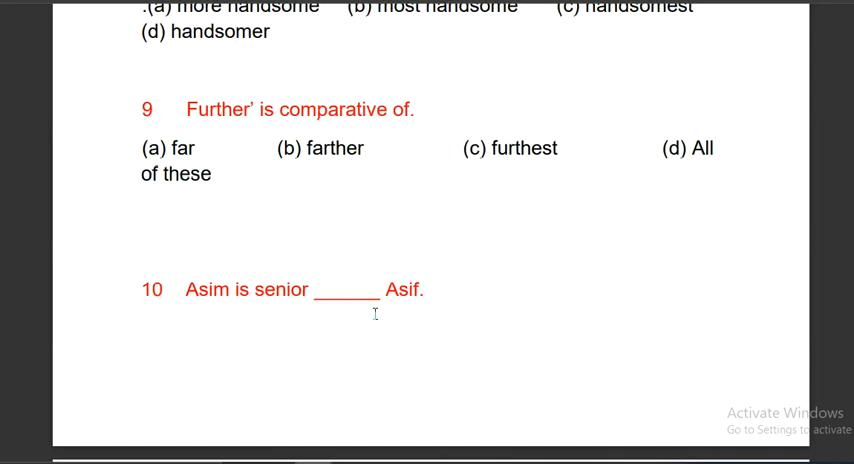 .(a) more handsome (b) most handsome (c) handsomest
(d) handsomer
9 Further’ is comparative of.
(a) far (b) farther (c) furthest (d) All
of these
10 Asim is senior ______ Asif.
Activate Windows
Go to Settings to activate